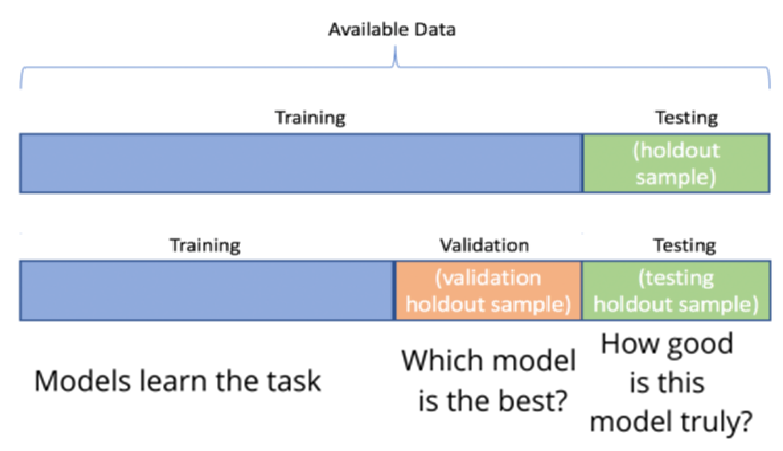 Available Data
Training
Testing
(holdout
sample)
Training
Validation
Testing
(validation
holdout sample)
(testing
holdout sample)
Models learn the task
Which model
is the best?
How good
is this
model truly?